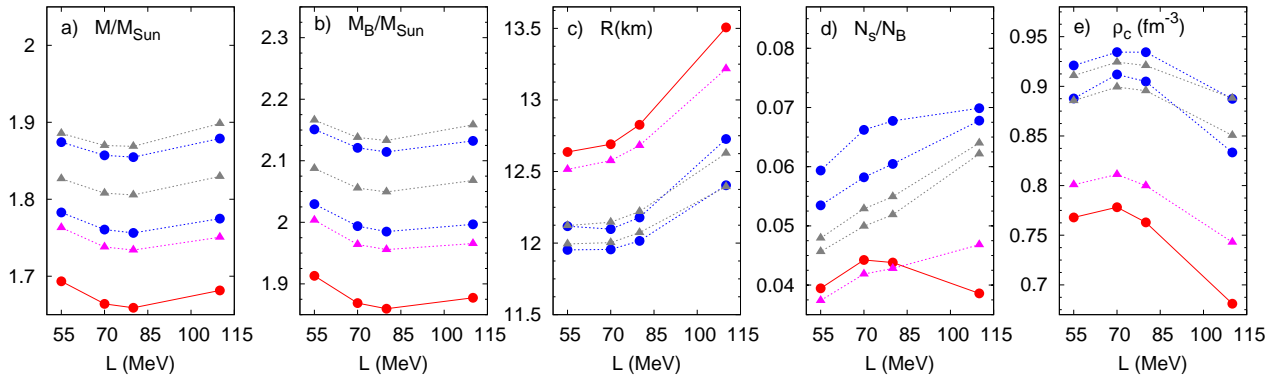 a) M/M_Sun
2
1.9
1.8
1.7
55 70 85 100 115
L (MeV)
b) M_B/M_Sun
2.3
2.2
2.1
2
1.9
55 70 85 100 115
L (MeV)
c) R(km)
13.5
13
12.5
12
11.5
55 70 85 100 115
L (MeV)
d) N_s/N_B
0.08
0.07
0.06
0.05
0.04
55 70 85 100 115
L (MeV)
e) ρ_c (fm^-3)
0.95
0.9
0.85
0.8
0.75
0.7
55 70 85 100 115
L (MeV)